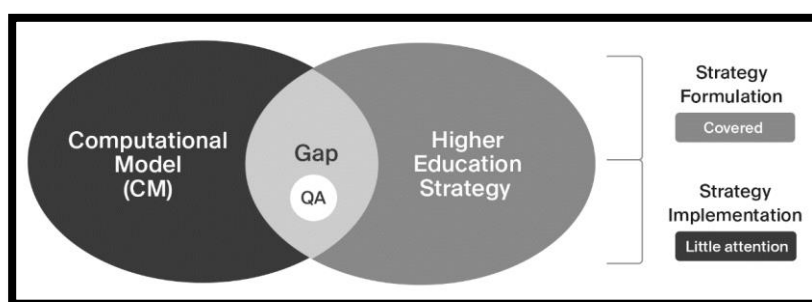 Computational
Model
(CM)
Gap
QA
Higher
Education
Strategy
Strategy
Formulation
Covered
Strategy
Implementation
Little attention